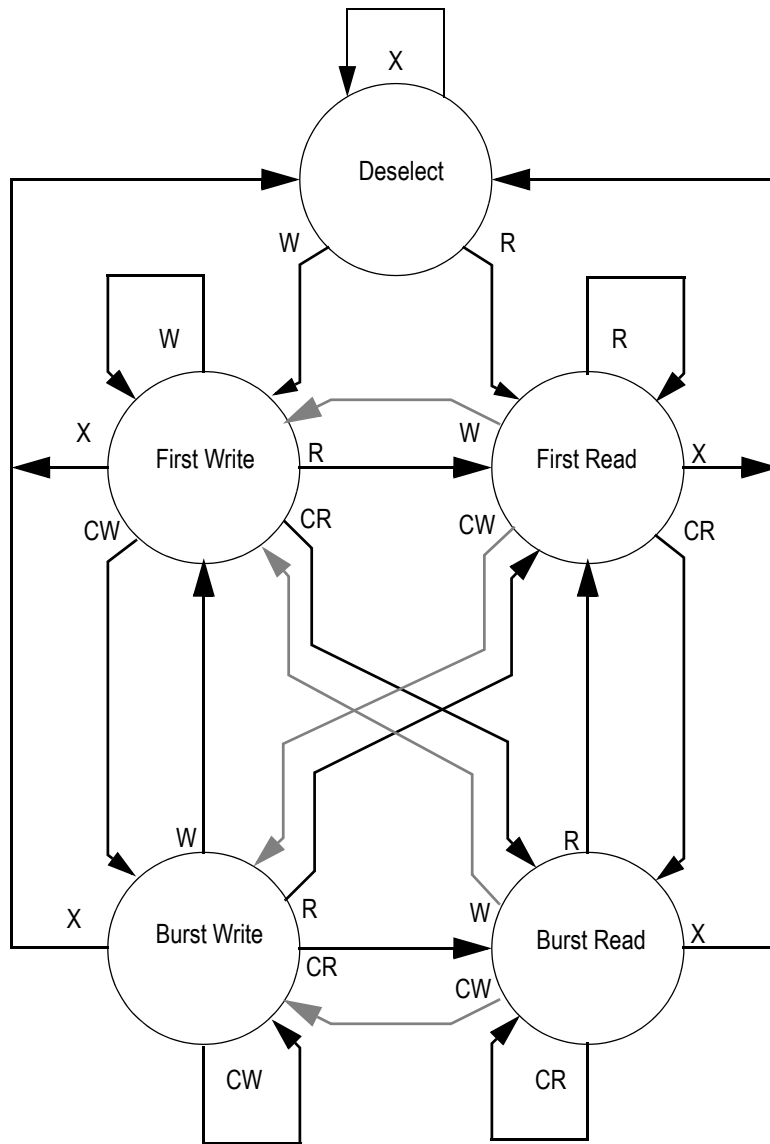 X
Deselect
W
R
W
R
X
W
First Write
R
First Read
X
CW
CR
CW
CR
W
R
X
R
W
X
Burst Write
Burst Read
CR
CW
CW
CR